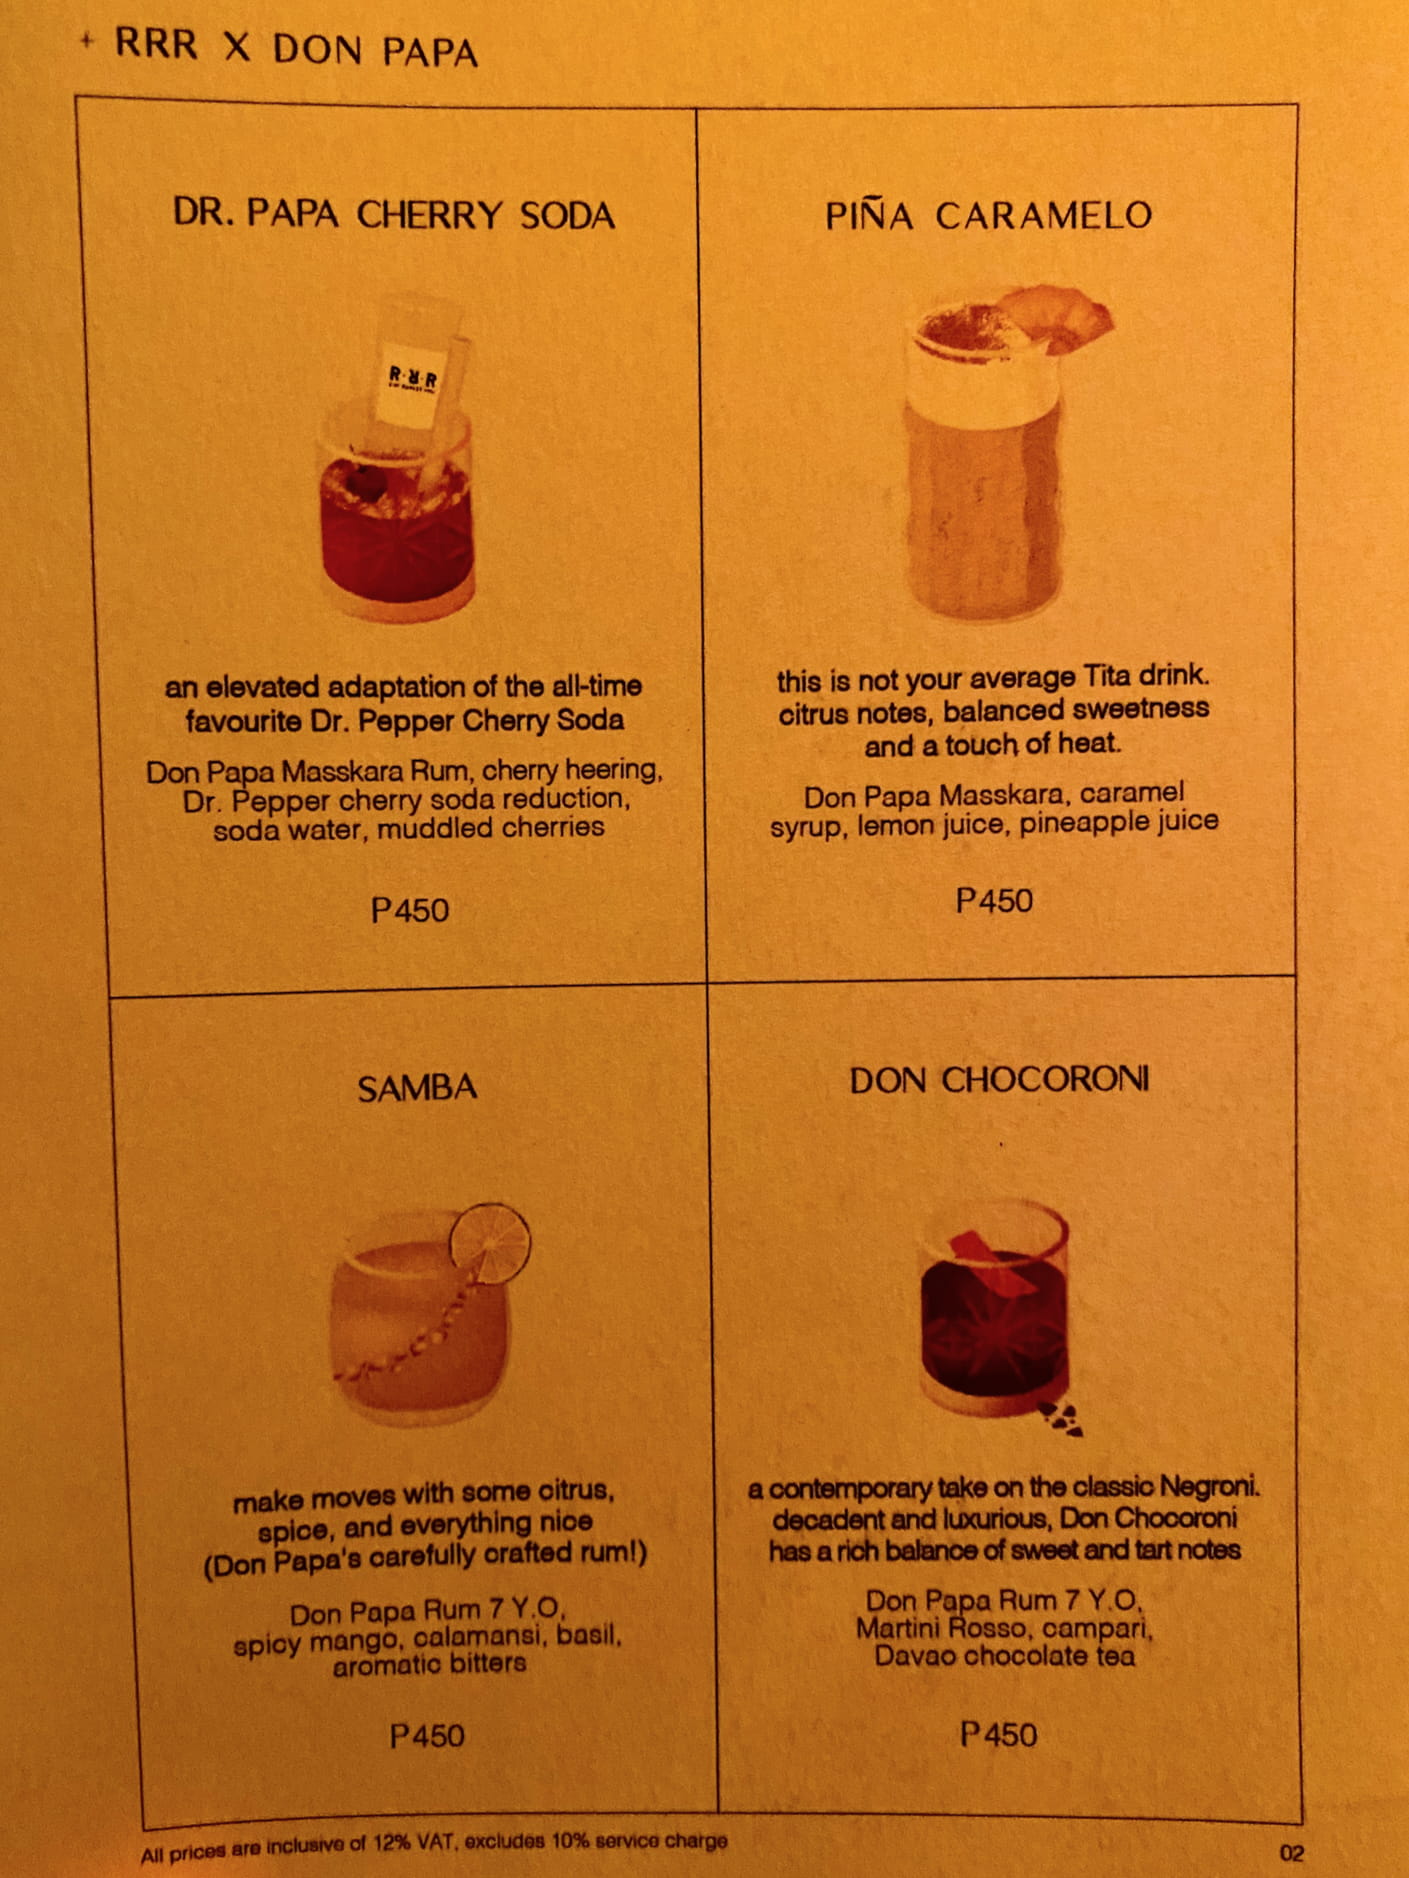 + RRR X DON PAPA
DR. PAPA CHERRY SODA
R·R·R
an elevated adaptation of the all-time
favourite Dr. Pepper Cherry Soda
Don Papa Masskara Rum, cherry heering,
Dr. Pepper cherry soda reduction,
soda water, muddled cherries
P450
PIÑA CARAMELO
this is not your average Tita drink.
citrus notes, balanced sweetness
and a touch of heat.
Don Papa Masskara, caramel
syrup, lemon juice, pineapple juice
P450
SAMBA
make moves with some citrus,
spice, and everything nice
(Don Papa's carefully crafted rum!)
Don Papa Rum 7 Y.O,
spicy mango, calamansi, basil,
aromatic bitters
P450
DON CHOCORONI
a contemporary take on the classic Negroni.
decadent and luxurious, Don Chocoroni
has a rich balance of sweet and tart notes
Don Papa Rum 7 Y.O,
Martini Rosso, campari,
Davao chocolate tea
P450
All prices are inclusive of 12% VAT, excludes 10% service charge
02